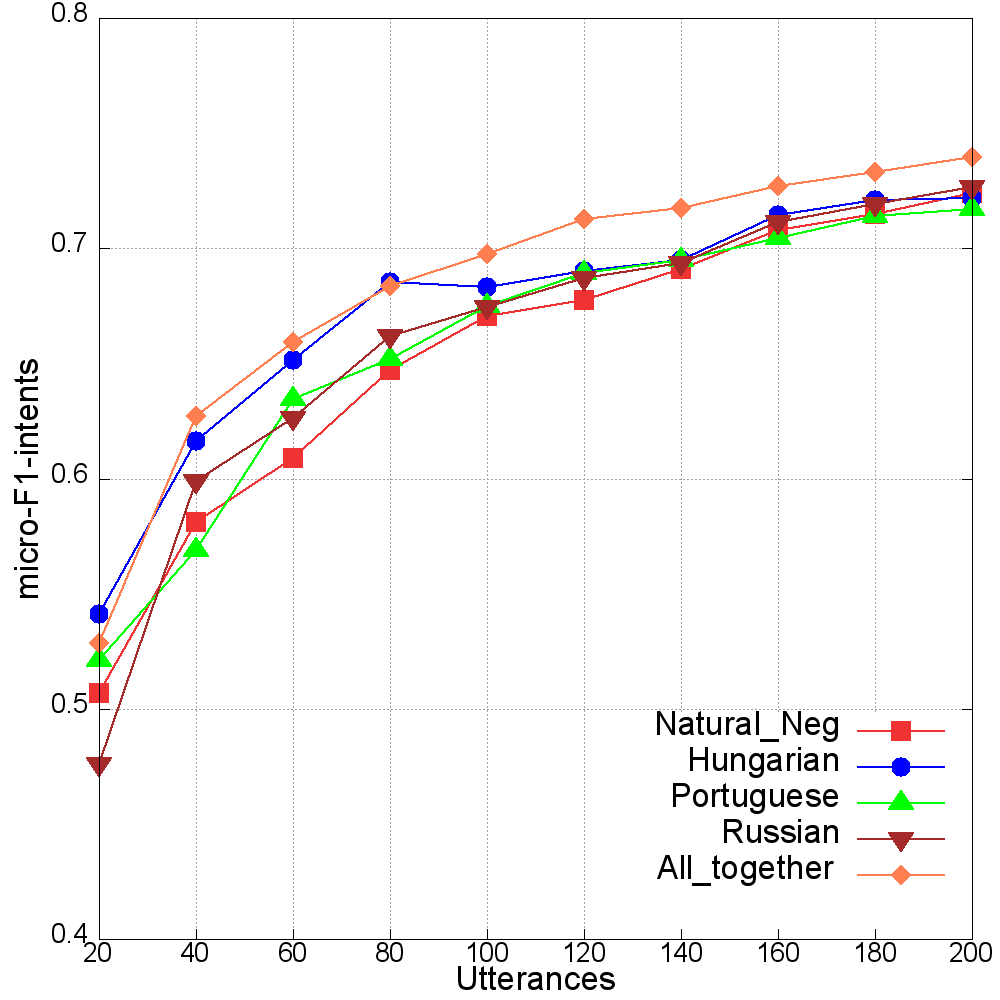 0.8
0.7
0.6
0.5
0.4
micro-F1-intents
Natural_Neg
Hungarian
Portuguese
Russian
All_together
20 40 60 80 100 120 140 160 180 200
Utterances